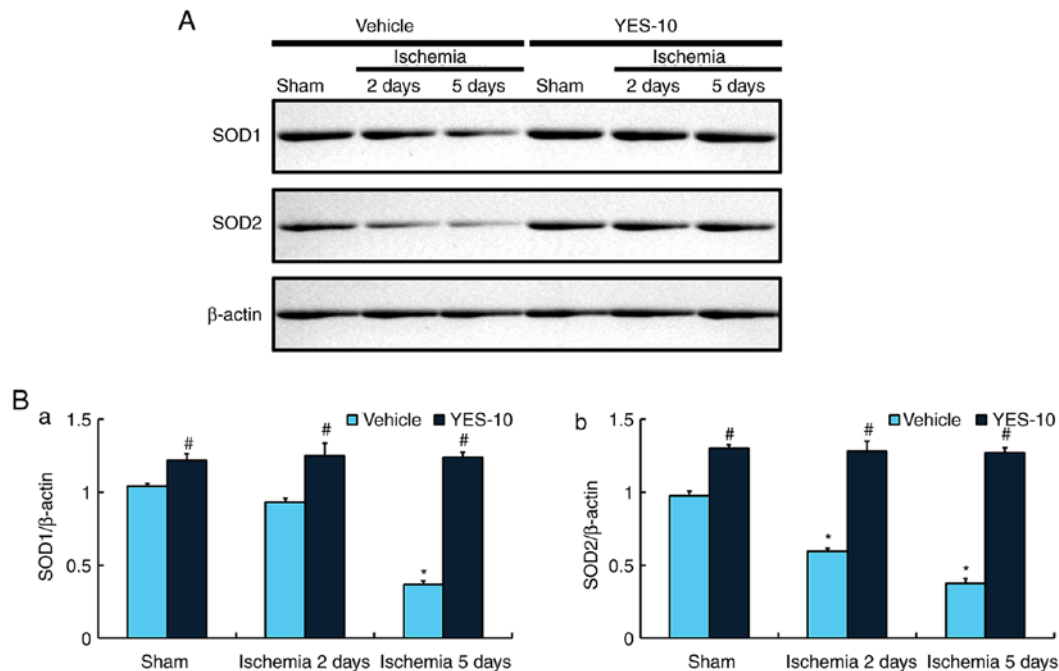 A
Vehicle YES-10
Ischemia Ischemia
Sham 2 days 5 days Sham 2 days 5 days
SOD1
SOD2
β-actin
B
a
1.5
1
0.5
0
SOD1/β-actin
Vehicle YES-10
#
#
#
*
Sham Ischemia 2 days Ischemia 5 days
b
1.5
1
0.5
0
SOD2/β-actin
Vehicle YES-10
#
#
#
*
*
Sham Ischemia 2 days Ischemia 5 days